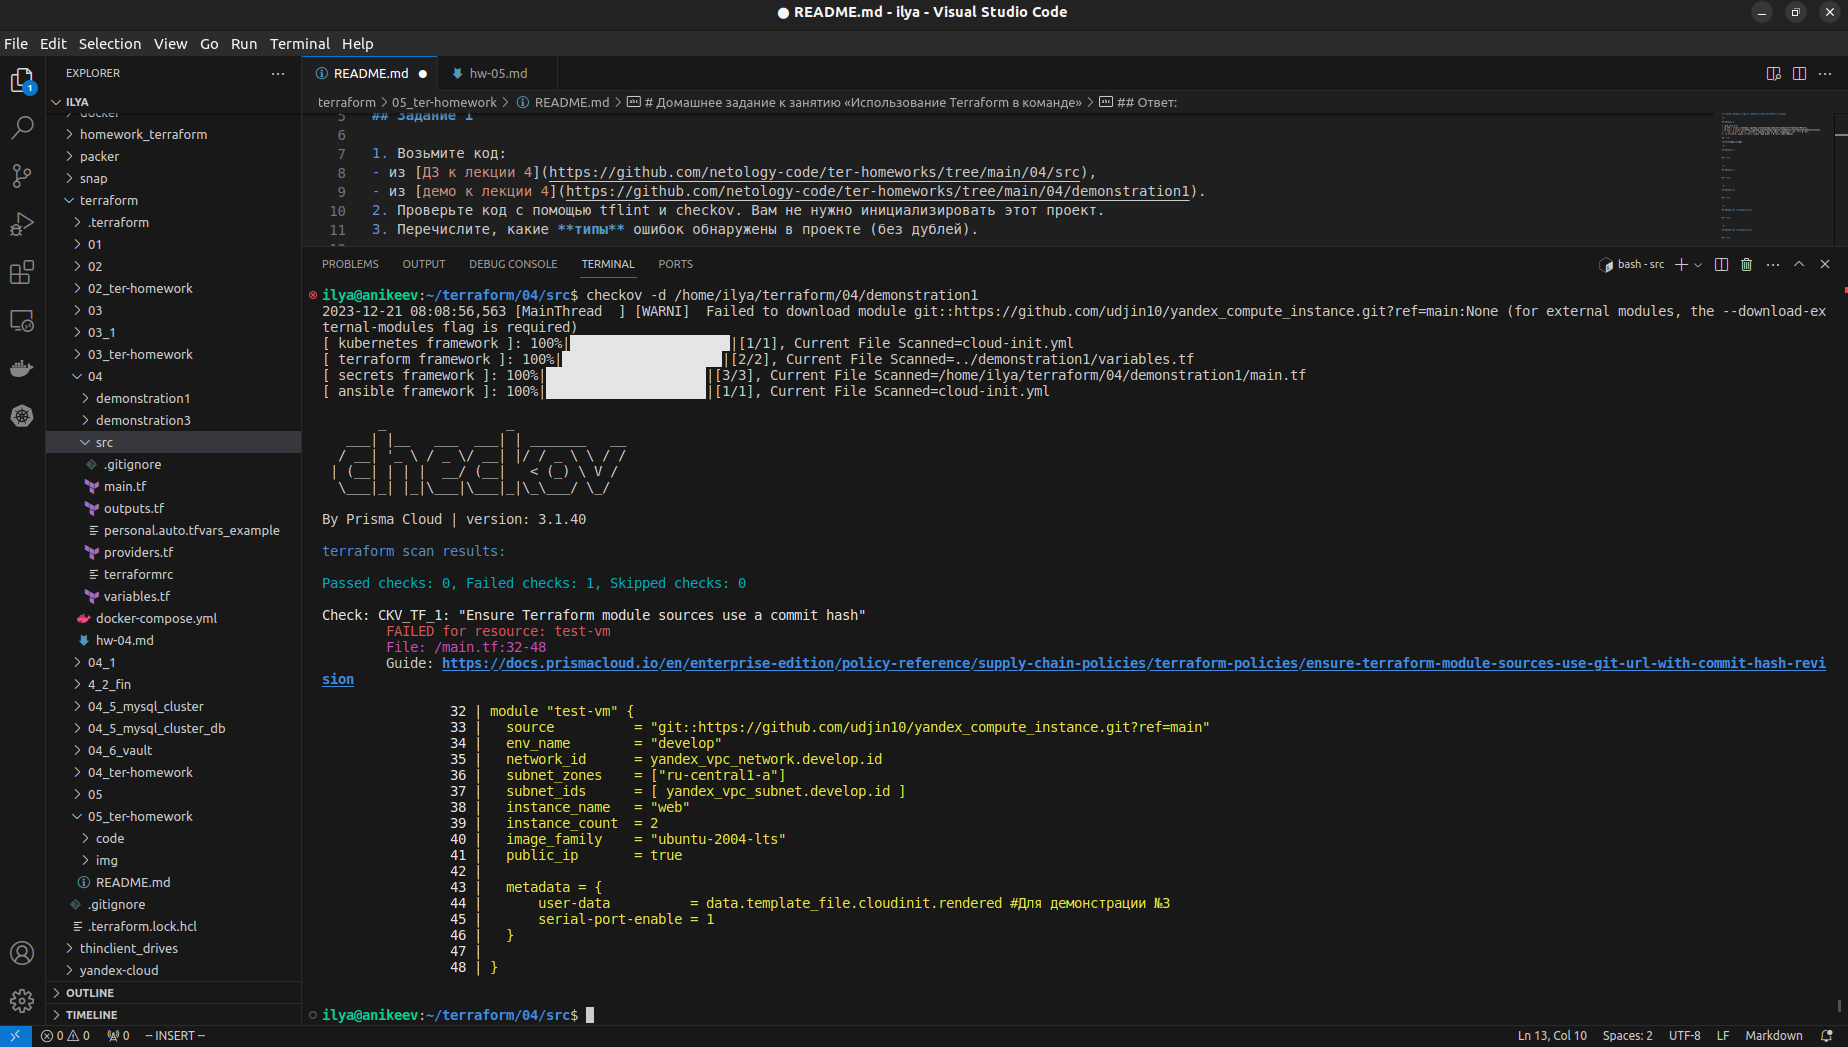 ● README.md - ilya - Visual Studio Code
File Edit Selection View Go Run Terminal Help
EXPLORER
ILYA
docker
homework_terraform
packer
snap
terraform
.terraform
01
02
02_ter-homework
03
03_1
03_ter-homework
04
demonstration1
demonstration3
src
.gitignore
main.tf
outputs.tf
personal.auto.tfvars_example
providers.tf
terraformrc
variables.tf
docker-compose.yml
hw-04.md
04_1
4_2_fin
04_5_mysql_cluster
04_5_mysql_cluster_db
04_6_vault
04_ter-homework
05
05_ter-homework
code
img
README.md
.gitignore
.terraform.lock.hcl
thinclient_drives
yandex-cloud
OUTLINE
TIMELINE
README.md ●
hw-05.md
terraform > 05_ter-homework > README.md > # Домашнее задание к занятию «Использование Terraform в команде» > ## Ответ:
5 ## Задание 1
6
7 1. Возьмите код:
8 - из [ДЗ к лекции 4](https://github.com/netology-code/ter-homeworks/tree/main/04/src),
9 - из [демо к лекции 4](https://github.com/netology-code/ter-homeworks/tree/main/04/demonstration1).
10 2. Проверьте код с помощью tflint и checkov. Вам не нужно инициализировать этот проект.
11 3. Перечислите, какие **типы** ошибок обнаружены в проекте (без дублей).
PROBLEMS OUTPUT DEBUG CONSOLE TERMINAL PORTS
bash - src
ilya@anikeev:~/terraform/04/src$ checkov -d /home/ilya/terraform/04/demonstration1
2023-12-21 08:08:56,563 [MainThread  ] [WARNI]  Failed to download module git::https://github.com/udjin10/yandex_compute_instance.git?ref=main:None (for external modules, the --download-ex
ternal-modules flag is required)
[ kubernetes framework ]: 100%|████████████████████|[1/1], Current File Scanned=cloud-init.yml
[ terraform framework ]: 100%|████████████████████|[2/2], Current File Scanned=../demonstration1/variables.tf
[ secrets framework ]: 100%|████████████████████|[3/3], Current File Scanned=/home/ilya/terraform/04/demonstration1/main.tf
[ ansible framework ]: 100%|████████████████████|[1/1], Current File Scanned=cloud-init.yml
checkov
By Prisma Cloud | version: 3.1.40
terraform scan results:
Passed checks: 0, Failed checks: 1, Skipped checks: 0
Check: CKV_TF_1: "Ensure Terraform module sources use a commit hash"
FAILED for resource: test-vm
File: /main.tf:32-48
Guide: https://docs.prismacloud.io/en/enterprise-edition/policy-reference/supply-chain-policies/terraform-policies/ensure-terraform-module-sources-use-git-url-with-commit-hash-revi
sion
32 | module "test-vm" {
33 |   source          = "git::https://github.com/udjin10/yandex_compute_instance.git?ref=main"
34 |   env_name        = "develop"
35 |   network_id      = yandex_vpc_network.develop.id
36 |   subnet_zones    = ["ru-central1-a"]
37 |   subnet_ids      = [ yandex_vpc_subnet.develop.id ]
38 |   instance_name   = "web"
39 |   instance_count  = 2
40 |   image_family    = "ubuntu-2004-lts"
41 |   public_ip       = true
42 |
43 |   metadata = {
44 |       user-data          = data.template_file.cloudinit.rendered #Для демонстрации №3
45 |       serial-port-enable = 1
46 |   }
47 |
48 | }
ilya@anikeev:~/terraform/04/src$
0 0 0 -- INSERT --
Ln 13, Col 10 Spaces: 2 UTF-8 LF Markdown